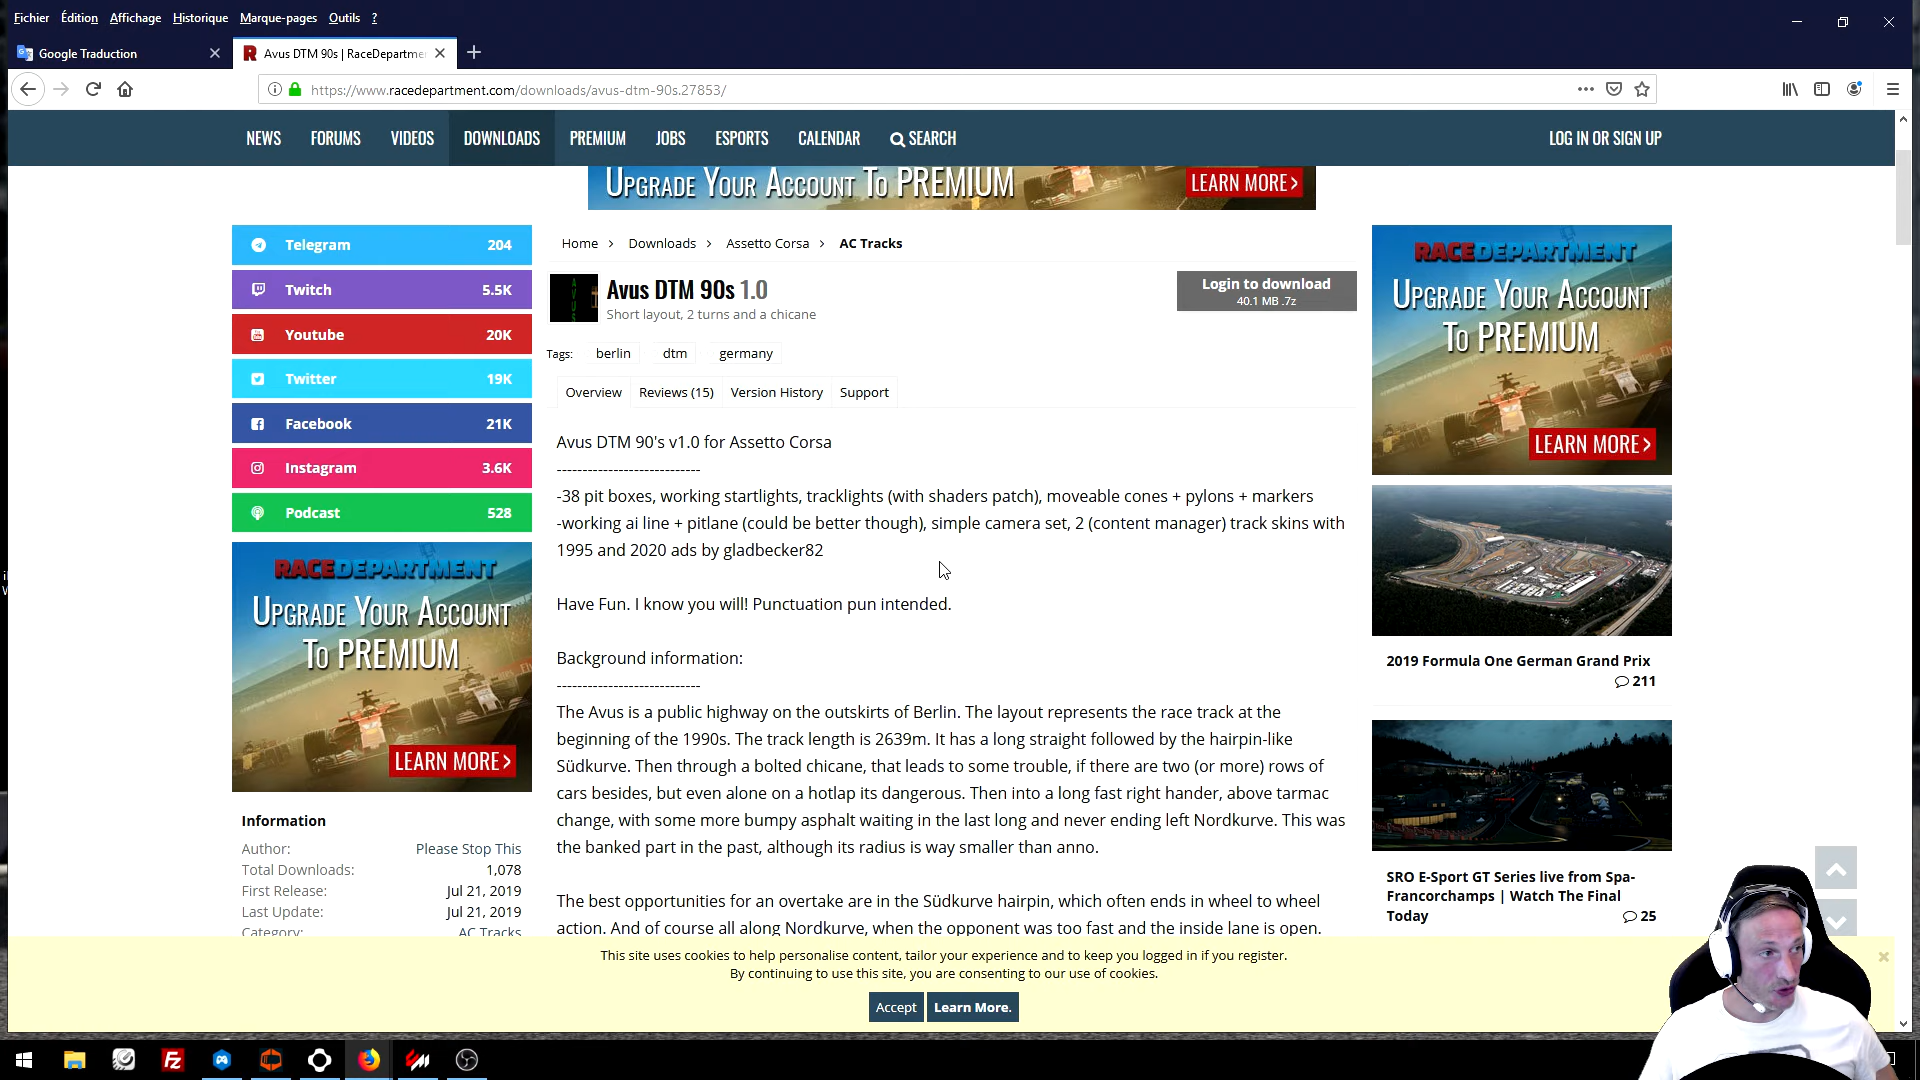 Fichier Édition Affichage Historique Marque-pages Outils ?
Google Traduction
Avus DTM 90s | RaceDepartme
https://www.racedepartment.com/downloads/avus-dtm-90s.27853/
NEWS FORUMS VIDEOS DOWNLOADS PREMIUM JOBS ESPORTS CALENDAR SEARCH LOG IN OR SIGN UP
UPGRADE YOUR ACCOUNT TO PREMIUM LEARN MORE >
Telegram 204
Twitch 5.5K
Youtube 20K
Twitter 19K
Facebook 21K
Instagram 3.6K
Podcast 528
RACEDEPARTMENT
UPGRADE YOUR ACCOUNT
TO PREMIUM
LEARN MORE >
Information
Author: Please Stop This
Total Downloads: 1,078
First Release: Jul 21, 2019
Last Update: Jul 21, 2019
Category: AC Tracks
Home > Downloads > Assetto Corsa > AC Tracks
AVUS
Avus DTM 90s 1.0
Short layout, 2 turns and a chicane
Login to download
40.1 MB .7z
Tags: berlin dtm germany
Overview Reviews (15) Version History Support
Avus DTM 90's v1.0 for Assetto Corsa
----------------------------
-38 pit boxes, working startlights, tracklights (with shaders patch), moveable cones + pylons + markers
-working ai line + pitlane (could be better though), simple camera set, 2 (content manager) track skins with
1995 and 2020 ads by gladbecker82
Have Fun. I know you will! Punctuation pun intended.
Background information:
----------------------------
The Avus is a public highway on the outskirts of Berlin. The layout represents the race track at the
beginning of the 1990s. The track length is 2639m. It has a long straight followed by the hairpin-like
Südkurve. Then through a bolted chicane, that leads to some trouble, if there are two (or more) rows of
cars besides, but even alone on a hotlap its dangerous. Then into a long fast right hander, above tarmac
change, with some more bumpy asphalt waiting in the last long and never ending left Nordkurve. This was
the banked part in the past, although its radius is way smaller than anno.
The best opportunities for an overtake are in the Südkurve hairpin, which often ends in wheel to wheel
action. And of course all along Nordkurve, when the opponent was too fast and the inside lane is open.
RACEDEPARTMENT
UPGRADE YOUR ACCOUNT
TO PREMIUM
LEARN MORE >
2019 Formula One German Grand Prix
211
SRO E-Sport GT Series live from Spa-
Francorchamps | Watch The Final
Today 25
This site uses cookies to help personalise content, tailor your experience and to keep you logged in if you register.
By continuing to use this site, you are consenting to our use of cookies.
Accept Learn More.